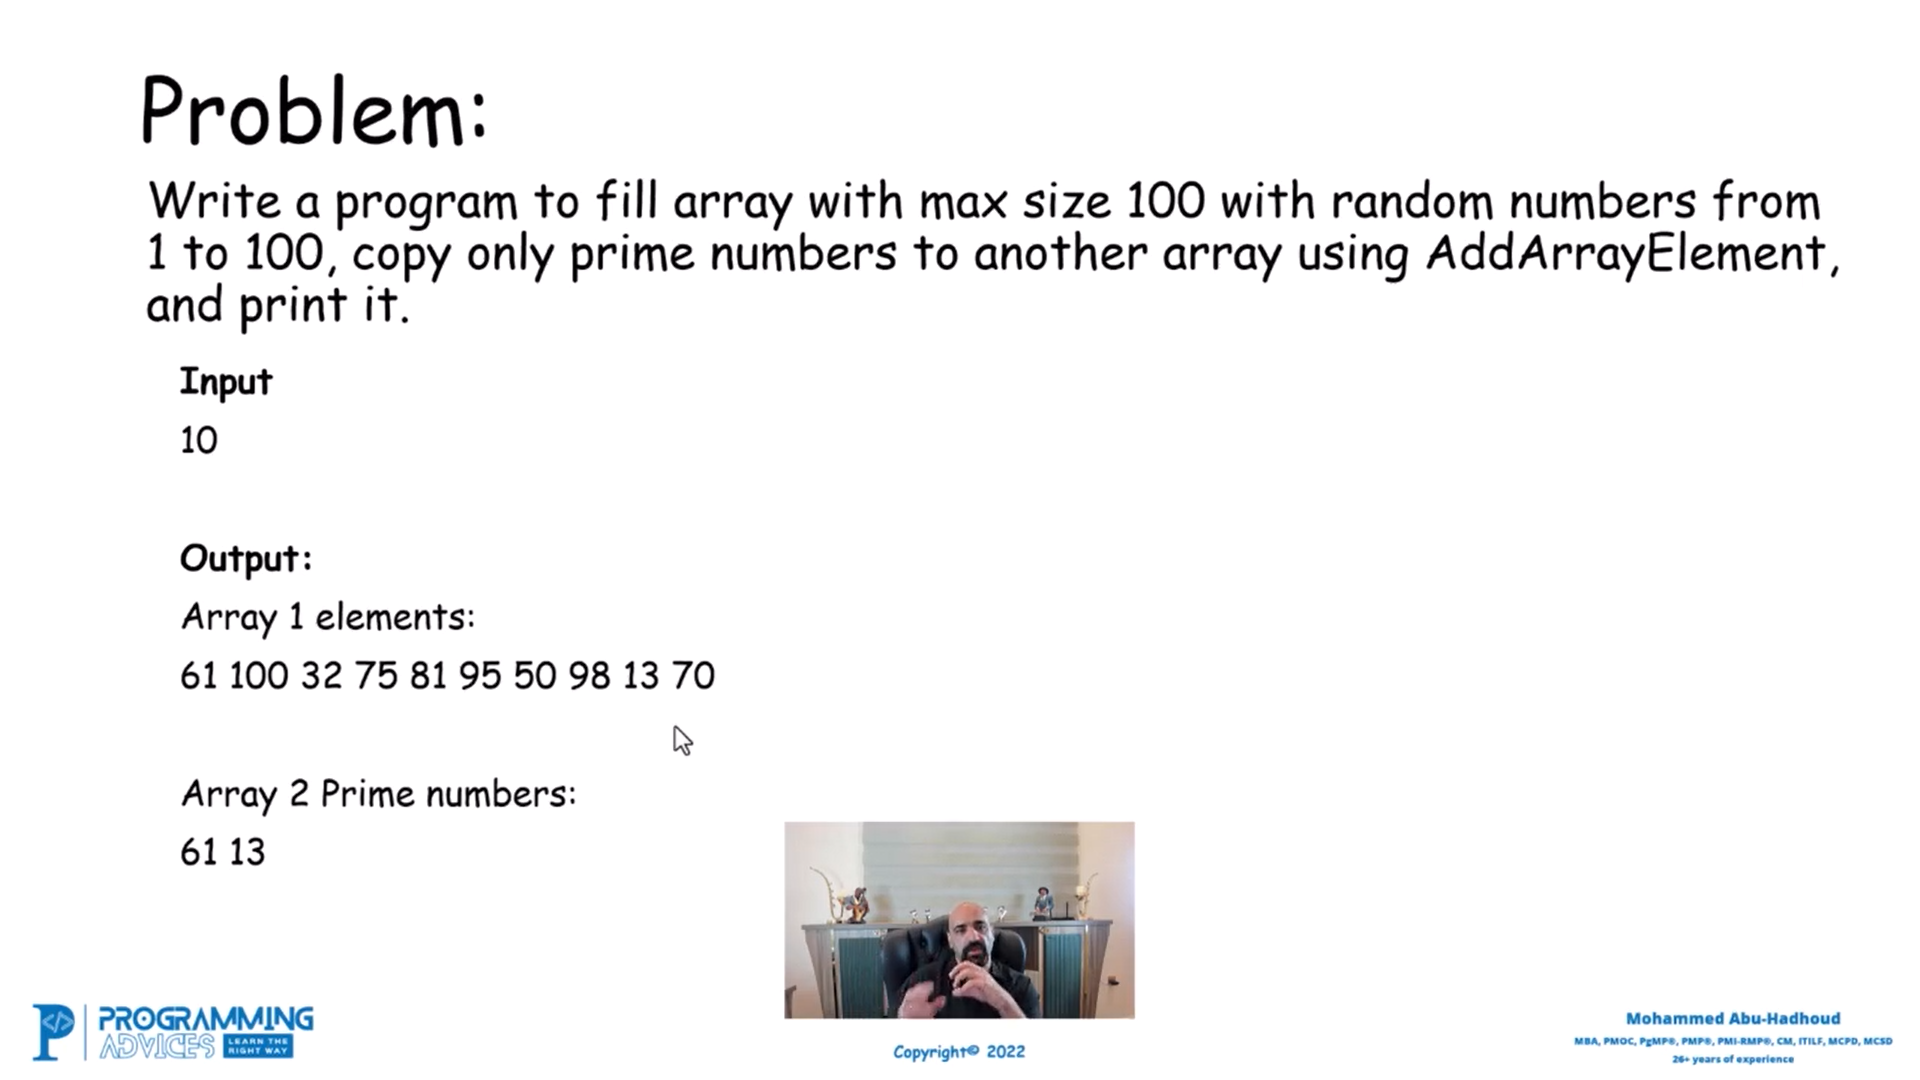 Problem:
Write a program to fill array with max size 100 with random numbers from
1 to 100, copy only prime numbers to another array using AddArrayElement,
and print it.
Input
10
Output:
Array 1 elements:
61 100 32 75 81 95 50 98 13 70
Array 2 Prime numbers:
61 13
P </> PROGRAMMING
ADVICES LEARN THE
RIGHT WAY
Copyright© 2022
Mohammed Abu-Hadhoud
MBA, PMOC, PgMP®, PMP®, PMI-RMP®, CM, ITILF, MCPD, MCSD
26+ years of experience